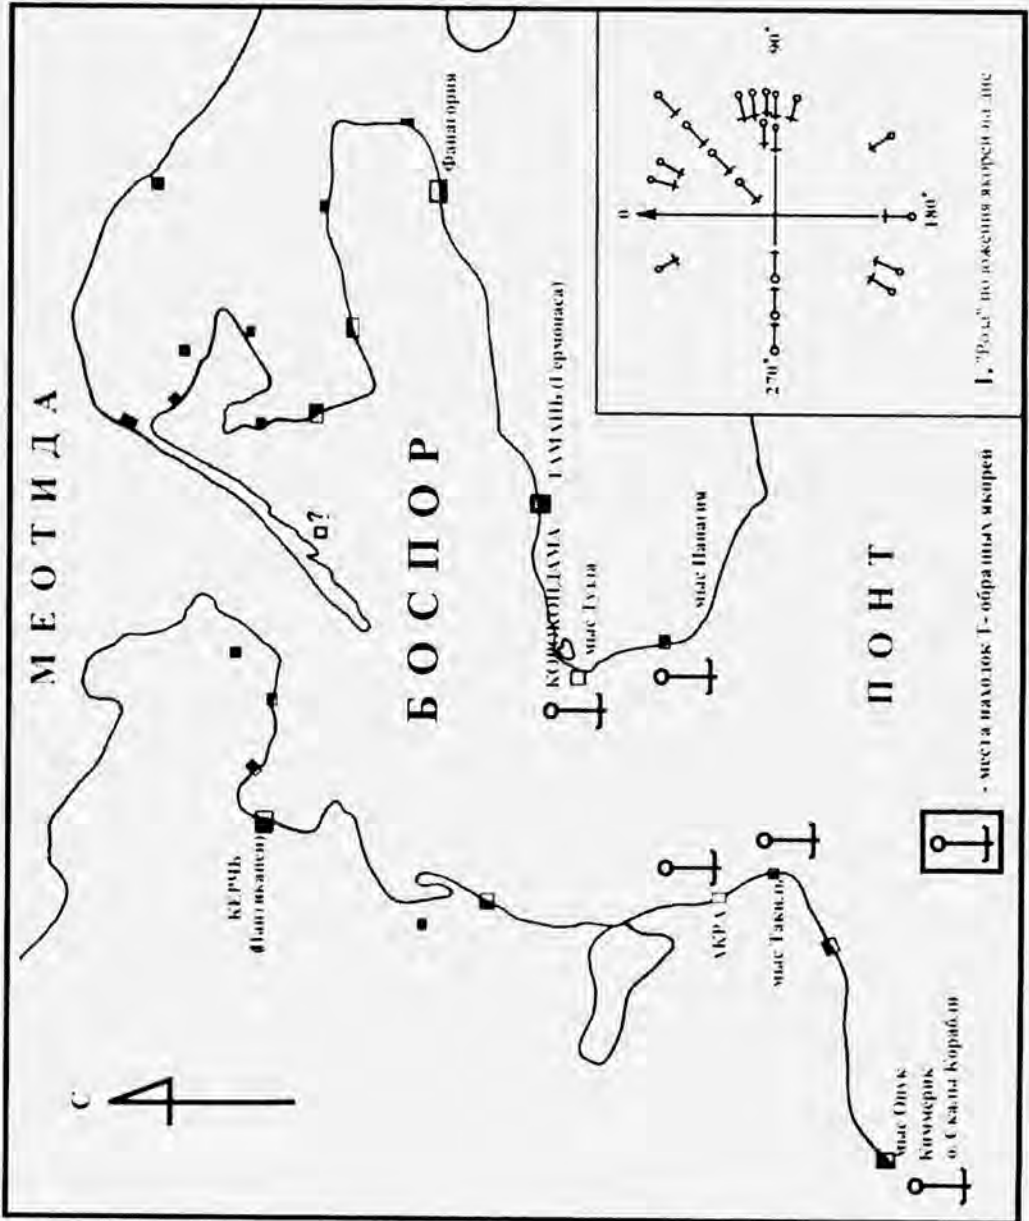 МЕОТИДА
С
КЕРЧЬ
(Пантикапей)
БОСПОР
Фанагория
ТАМАНЬ (Гермонаса)
КОРОКОНДАМА
мыс Тузла
мыс Панагия
АКРА
мыс Такиль
мыс Опук
Киммерик
о. Скалы Корабли
ПОНТ
?
0
90°
180°
270°
1. "Роза" положения якорей на дне
- места находок Т-образных якорей